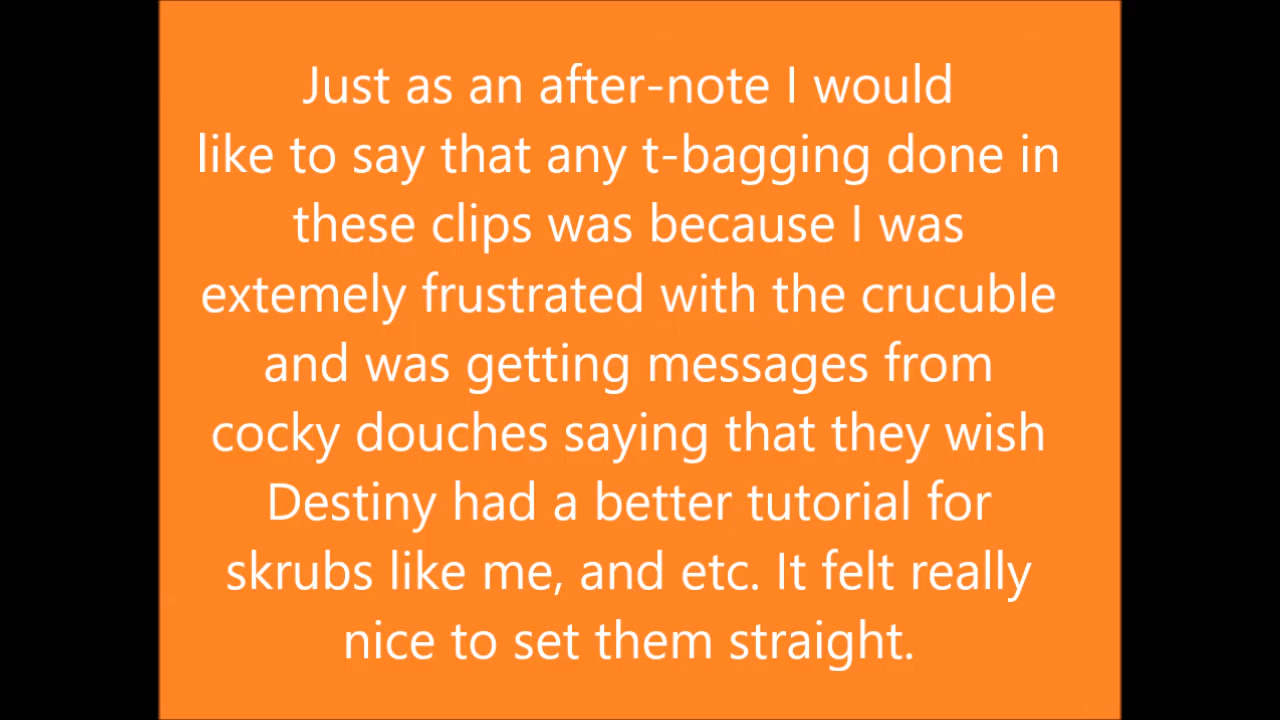 Just as an after-note I would
like to say that any t-bagging done in
these clips was because I was
extemely frustrated with the crucuble
and was getting messages from
cocky douches saying that they wish
Destiny had a better tutorial for
skrubs like me, and etc. It felt really
nice to set them straight.